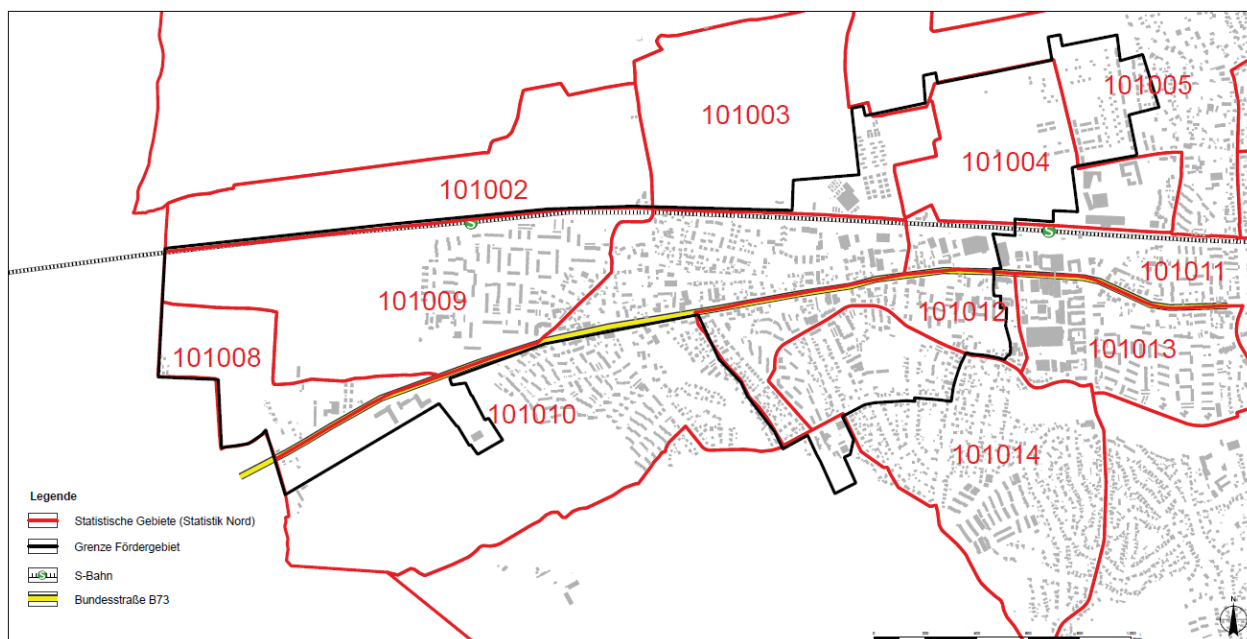 101003
101005
101004
101002
101011
101009
101012
101008
101013
101010
101014
Legende
Statistische Gebiete (Statistik Nord)
Grenze Fördergebiet
S
S-Bahn
Bundesstraße B73
S
S
N